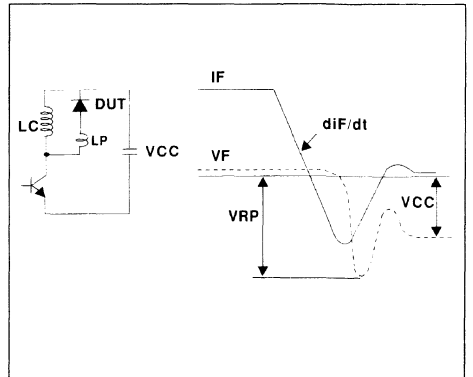 LC
DUT
LP
VCC
IF
diF/dt
VF
VRP
VCC